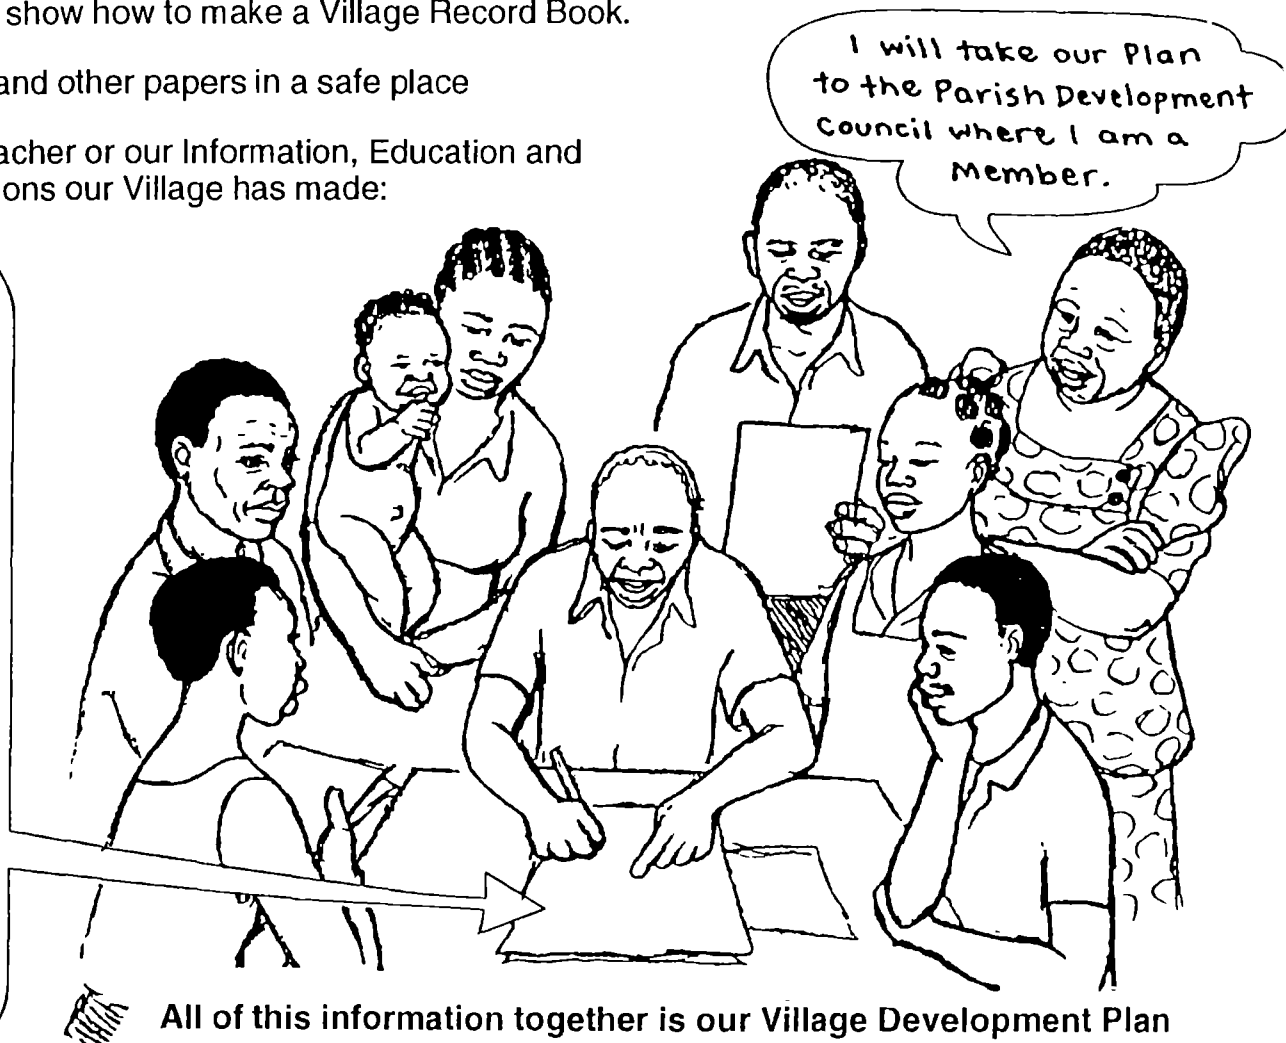 show how to make a Village Record Book.
and other papers in a safe place
acher or our Information, Education and
ons our Village has made:
I will take our Plan
to the Parish Development
Council where I am a
Member.
All of this information together is our Village Development Plan